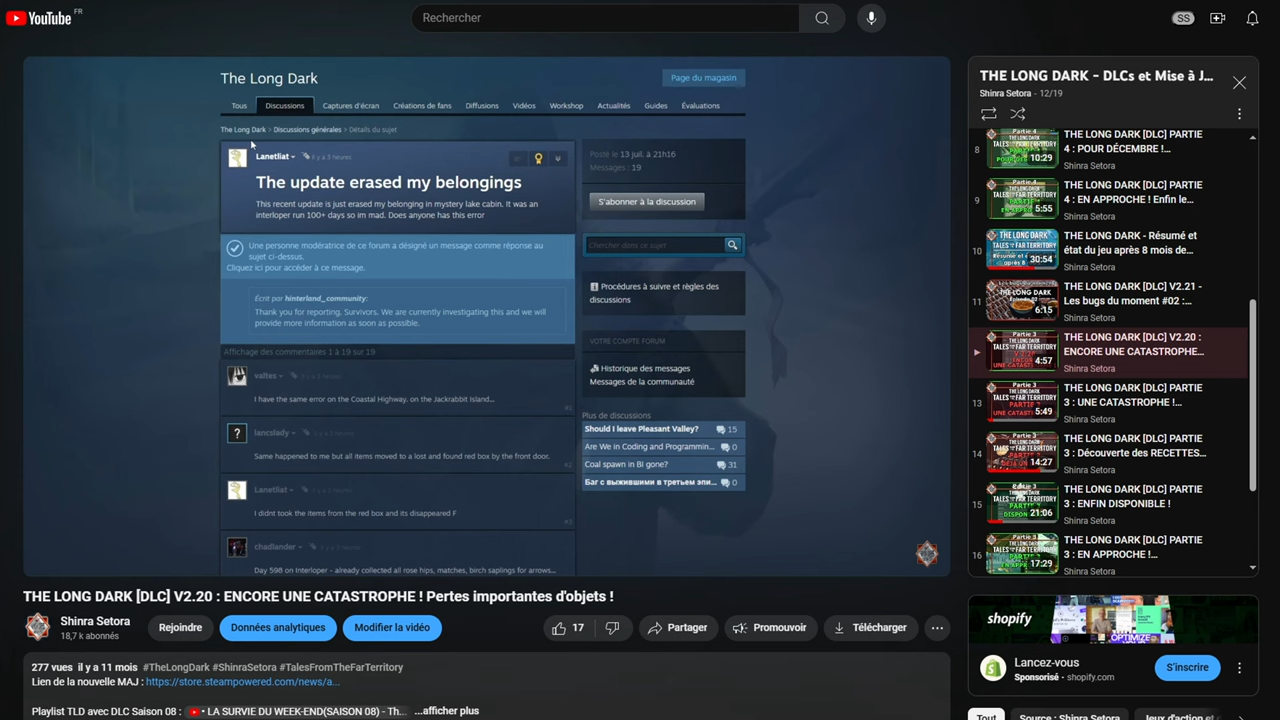 YouTube FR
Rechercher
SS
The Long Dark
Page du magasin
Tous Discussions Captures d'écran Créations de fans Diffusions Vidéos Workshop Actualités Guides Évaluations
The Long Dark > Discussions générales > Détails du sujet
Lanetliat Il y a 3 heures
The update erased my belongings
This recent update is just erased my belonging in mystery lake cabin. It was an
interloper run 100+ days so im mad. Does anyone has this error
Une personne modératrice de ce forum a désigné un message comme réponse au
sujet ci-dessus.
Cliquez ici pour accéder à ce message.
Écrit par hinterland_community:
Thank you for reporting, Survivors. We are currently investigating this and we will
provide more information as soon as possible.
Affichage des commentaires 1 à 19 sur 19
valtes
I have the same error on the Coastal Highway. on the Jackrabbit Island...
#1
lancslady
Same happened to me but all items moved to a lost and found red box by the front door.
#2
Lanetliat
I didnt took the items from the red box and its disappeared F
#3
chadlander
Day 598 on Interloper - already collected all rose hips, matches, birch saplings for arrows...
Posté le 13 juil. à 21h16
Messages : 19
S'abonner à la discussion
Chercher dans ce sujet
Procédures à suivre et règles des
discussions
VOTRE COMPTE FORUM
Historique des messages
Messages de la communauté
Plus de discussions
Should I leave Pleasant Valley? 15
Are We in Coding and Programmin... 0
Coal spawn in BI gone? 31
Баг с выжившими в третьем эпи... 0
THE LONG DARK [DLC] V2.20 : ENCORE UNE CATASTROPHE ! Pertes importantes d'objets !
Shinra Setora
18,7 k abonnés
Rejoindre
Données analytiques
Modifier la vidéo
17
Partager
Promouvoir
Télécharger
277 vues il y a 11 mois #TheLongDark #ShinraSetora #TalesFromTheFarTerritory
Lien de la nouvelle MAJ : https://store.steampowered.com/news/a...
Playlist TLD avec DLC Saison 08 : • LA SURVIE DU WEEK-END(SAISON 08) - Th... ...afficher plus
THE LONG DARK - DLCs et Mise à J...
Shinra Setora - 12/19
8
10:29
THE LONG DARK [DLC] PARTIE
4 : POUR DÉCEMBRE !...
Shinra Setora
9
5:55
THE LONG DARK [DLC] PARTIE
4 : EN APPROCHE ! Enfin le...
Shinra Setora
10
30:54
THE LONG DARK - Résumé et
état du jeu après 8 mois de...
Shinra Setora
11
6:15
THE LONG DARK [DLC] V2.21 -
Les bugs du moment #02 :...
Shinra Setora
4:57
THE LONG DARK [DLC] V2.20 :
ENCORE UNE CATASTROPHE...
Shinra Setora
13
5:49
THE LONG DARK [DLC] PARTIE
3 : UNE CATASTROPHE !...
Shinra Setora
14
14:27
THE LONG DARK [DLC] PARTIE
3 : Découverte des RECETTES...
Shinra Setora
15
21:06
THE LONG DARK [DLC] PARTIE
3 : ENFIN DISPONIBLE !
Shinra Setora
16
17:29
THE LONG DARK [DLC] PARTIE
3 : EN APPROCHE !...
Shinra Setora
shopify
OPTIMIZE
Lancez-vous
Sponsorisé · shopify.com
S'inscrire
Tout
Source : Shinra Setora
Jeux d'action et